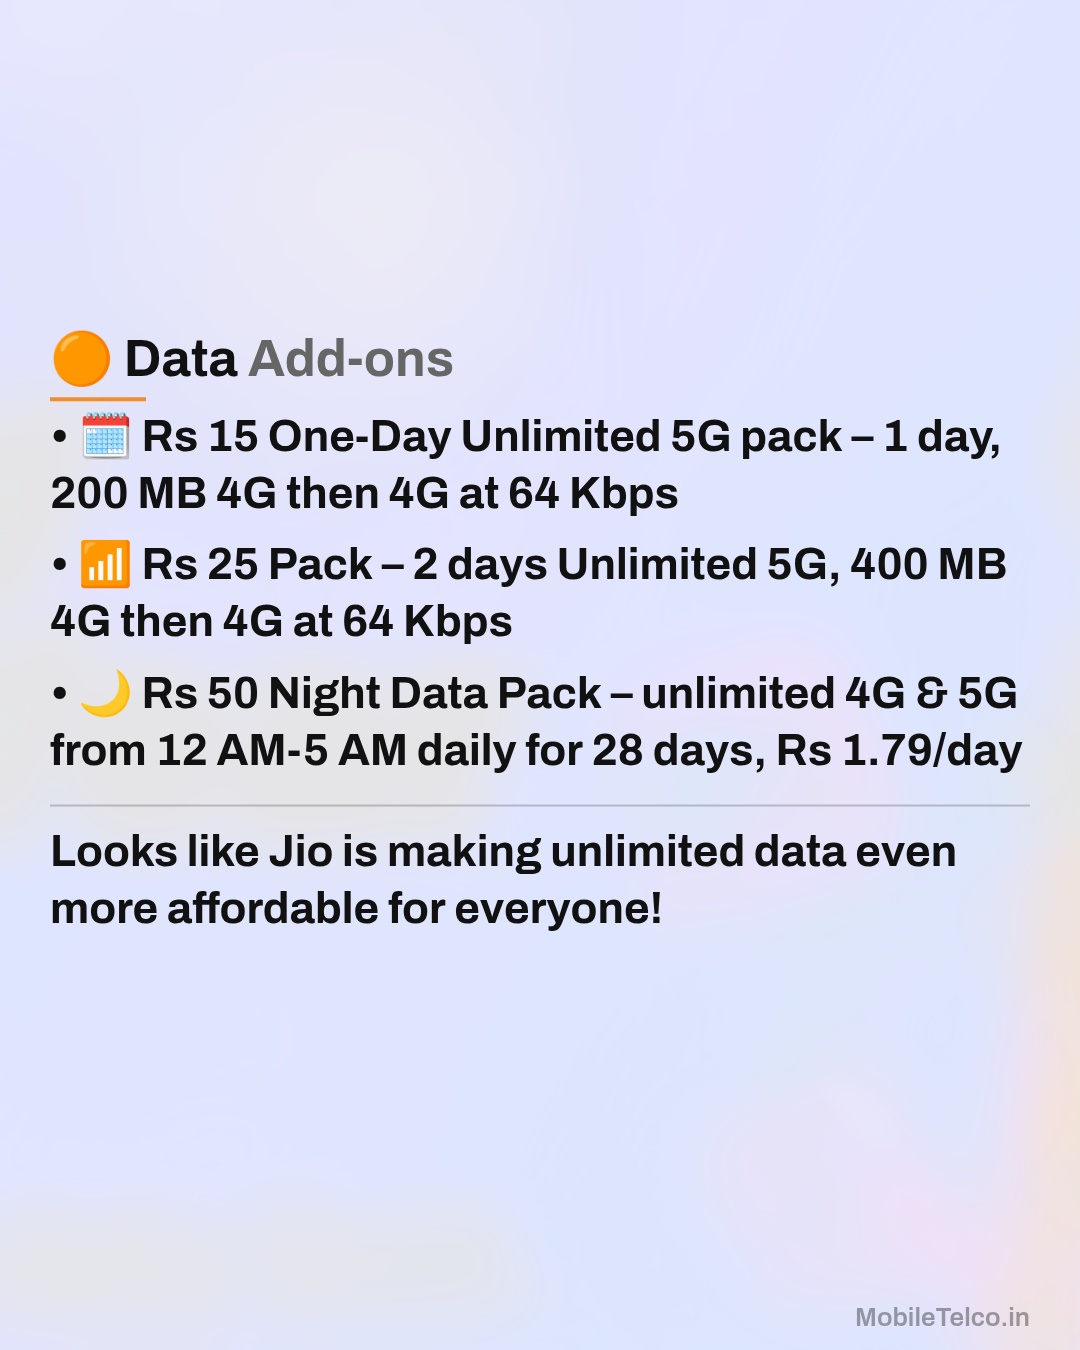 🟠 Data Add-ons
• 🗓️ Rs 15 One-Day Unlimited 5G pack – 1 day,
200 MB 4G then 4G at 64 Kbps
• 📶 Rs 25 Pack – 2 days Unlimited 5G, 400 MB
4G then 4G at 64 Kbps
• 🌙 Rs 50 Night Data Pack – unlimited 4G & 5G
from 12 AM-5 AM daily for 28 days, Rs 1.79/day
Looks like Jio is making unlimited data even
more affordable for everyone!
MobileTelco.in